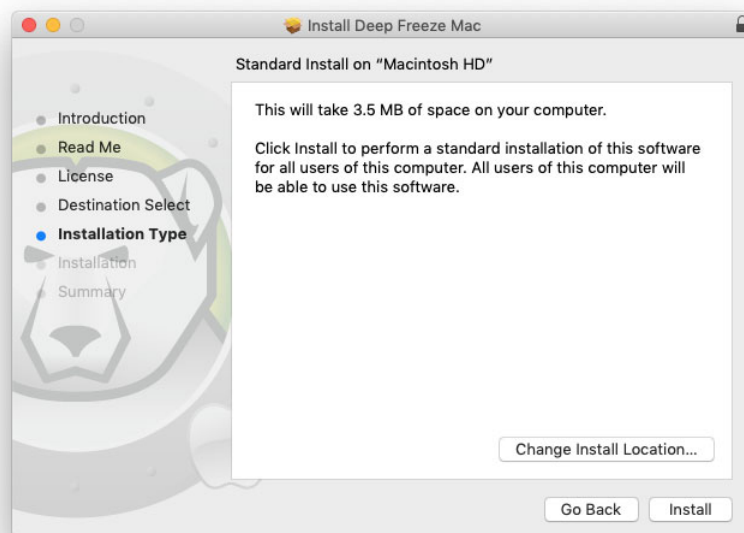 Install Deep Freeze Mac
Standard Install on “Macintosh HD”
Introduction
Read Me
License
Destination Select
Installation Type
Installation
Summary
This will take 3.5 MB of space on your computer.
Click Install to perform a standard installation of this software
for all users of this computer. All users of this computer will
be able to use this software.
Change Install Location...
Go Back
Install